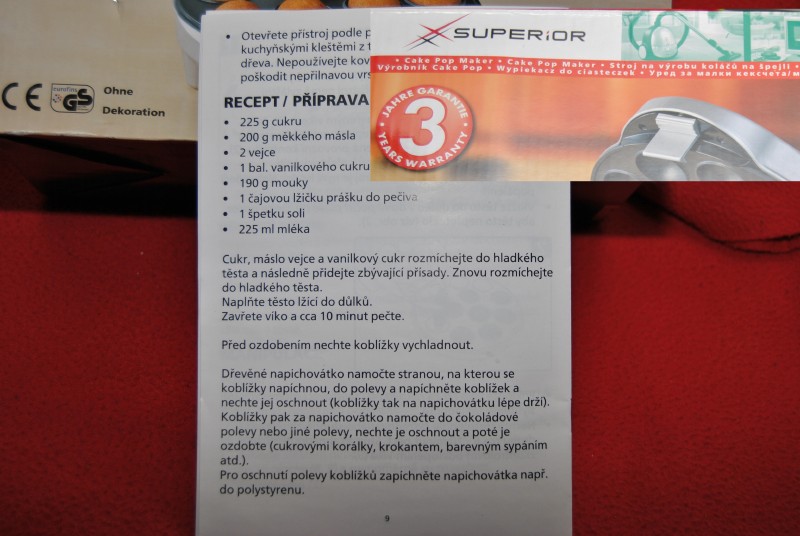 CE
eurofins
GS
Ohne
Dekoration
• Otevřete přístroj podle p
kuchyňskými kleštěmi z t
dřeva. Nepoužívejte kov
poškodit nepřilnavou vrs
RECEPT / PŘÍPRAVA
• 225 g cukru
• 200 g měkkého másla
• 2 vejce
• 1 bal. vanilkového cukru
• 190 g mouky
• 1 čajovou lžičku prášku do pečiva
• 1 špetku soli
• 225 ml mléka
Cukr, máslo vejce a vanilkový cukr rozmíchejte do hladkého
těsta a následně přidejte zbývající přísady. Znovu rozmíchejte
do hladkého těsta.
Naplňte těsto lžící do důlků.
Zavřete víko a cca 10 minut pečte.
Před ozdobením nechte koblížky vychladnout.
Dřevěné napichovátko namočte stranou, na kterou se
koblížky napíchnou, do polevy a napíchněte koblížek a
nechte jej oschnout (koblížky tak na napichovátku lépe drží).
Koblížky pak za napichovátko namočte do čokoládové
polevy nebo jiné polevy, nechte je oschnout a poté je
ozdobte (cukrovými korálky, krokantem, barevným sypáním
atd.).
Pro oschnutí polevy koblížků zapíchněte napichovátka např.
do polystyrenu.
9
SUPERiOR
• Cake Pop Maker • Cake Pop Maker • Stroj na výrobu koláčů na špejli •
Výrobník Cake Pop • Wypiekacz do ciasteczek • Уред за малки кексчета/м
• JAHRE GARANTIE •
3
YEARS WARRANTY